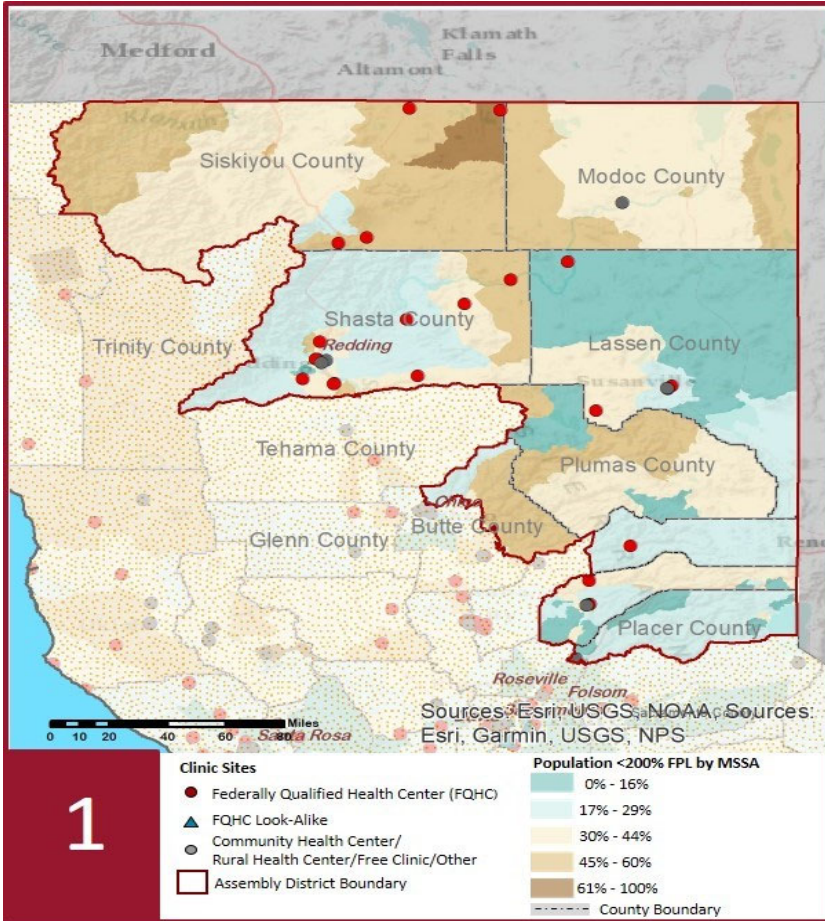 Medford
Klamath
Falls
Altamont
Klamath
Siskiyou County
Modoc County
Trinity County
Shasta County
Redding
Lassen County
Susanville
Tehama County
Plumas County
Chico
Butte County
Glenn County
Placer County
Roseville
Folsom
Santa Rosa
Miles
0 20 40 80
Sources: Esri, USGS, NOAA, Sources:
Esri, Garmin, USGS, NPS
1
Clinic Sites
Federally Qualified Health Center (FQHC)
FQHC Look-Alike
Community Health Center/
Rural Health Center/Free Clinic/Other
Assembly District Boundary
Population <200% FPL by MSSA
0% - 16%
17% - 29%
30% - 44%
45% - 60%
61% - 100%
County Boundary